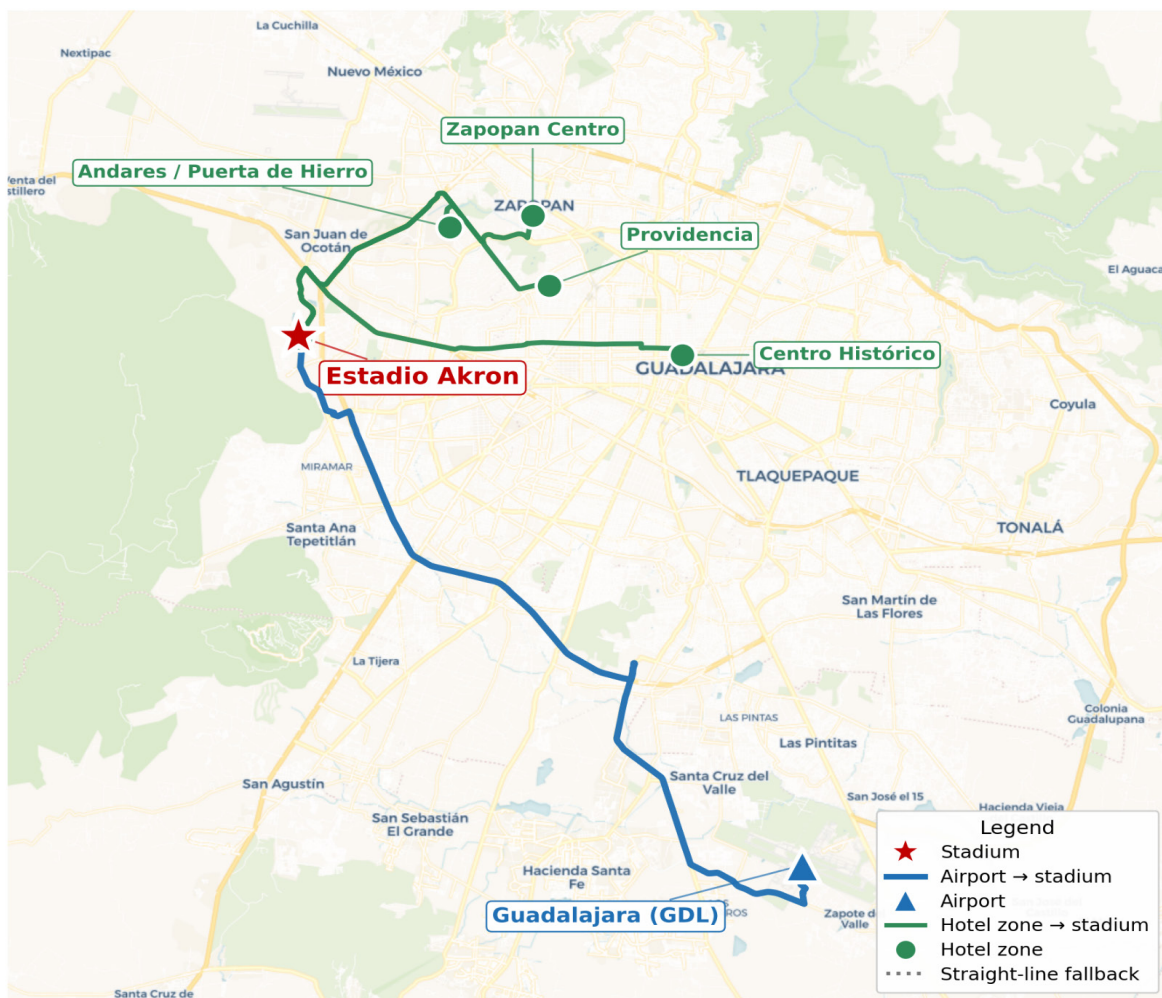 La Cuchilla
Nextipac
Nuevo México
Zapopan Centro
Andares / Puerta de Hierro
ZAPOPAN
San Juan de
Ocotán
Providencia
El Aguaca
Estadio Akron
Centro Histórico
GUADALAJARA
Coyula
MIRAMAR
TLAQUEPAQUE
Santa Ana
Tepetitlán
TONALÁ
San Martín de
Las Flores
La Tijera
LAS PINTAS
Colonia
Guadalupana
Las Pintitas
San Agustín
Santa Cruz del
Valle
San José el 15
Hacienda Vieja
San Sebastián
El Grande
Hacienda Santa
Fe
Guadalajara (GDL)
Zapote del
Valle
Santa Cruz de
Legend
Stadium
Airport → stadium
Airport
Hotel zone → stadium
Hotel zone
Straight-line fallback